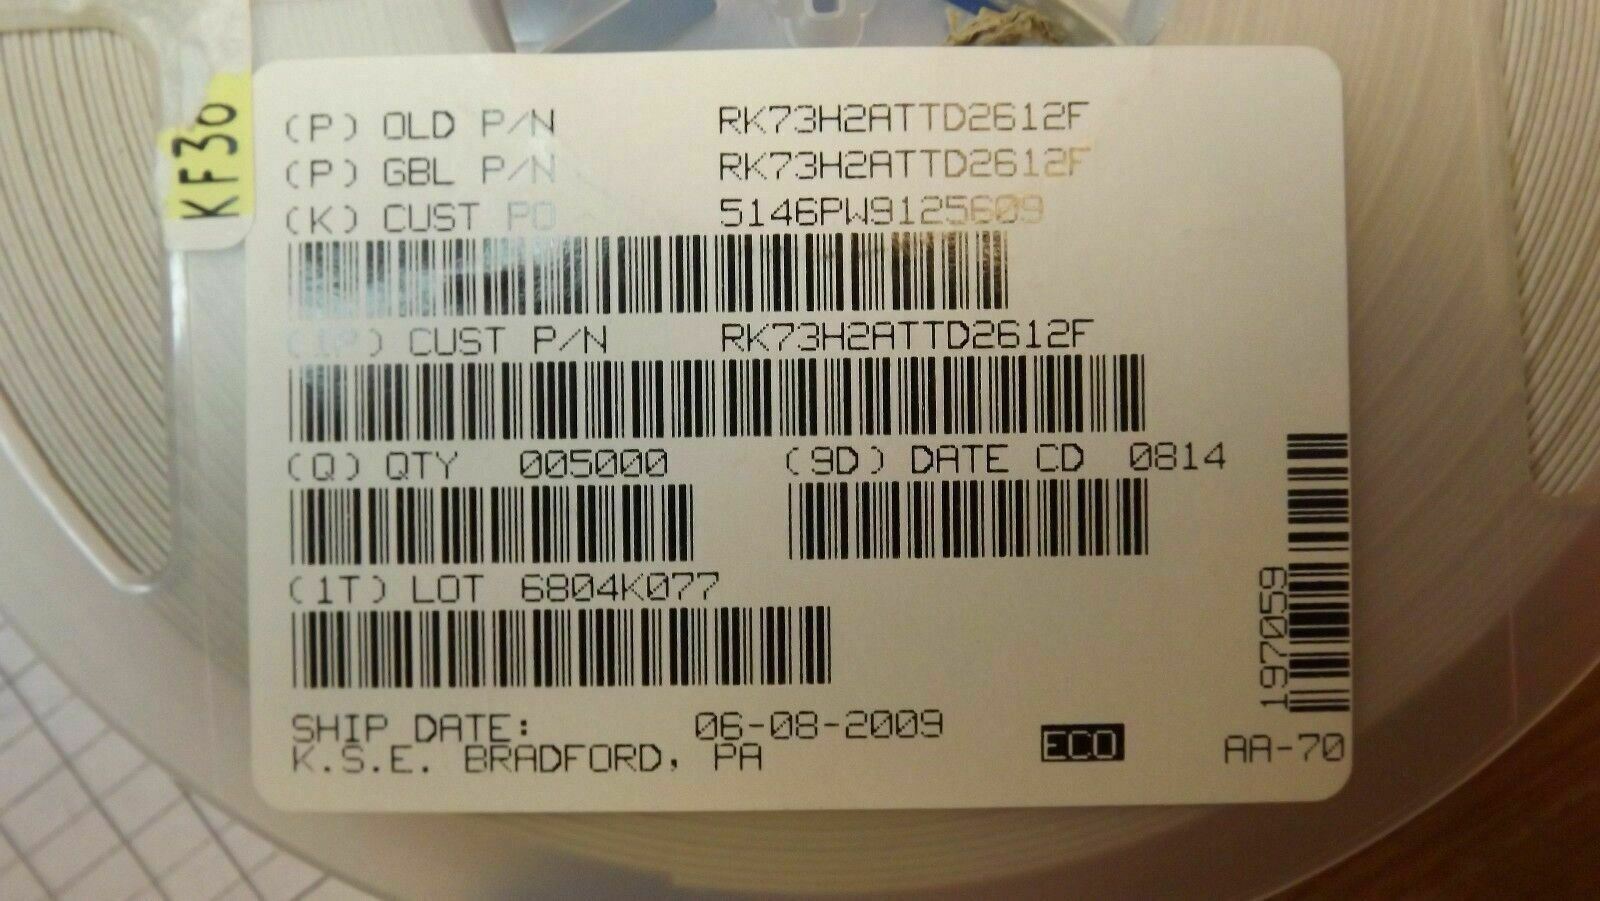 KF30
(P) OLD P/N RK73H2ATTD2612F
(P) GBL P/N RK73H2ATTD2612F
(K) CUST PO 5146PW9125609
(1P) CUST P/N RK73H2ATTD2612F
(Q) QTY 005000 (9D) DATE CD 0814
(1T) LOT 6804K077
197059
SHIP DATE: 06-08-2009
K.S.E. BRADFORD, PA
ECO
AA-70